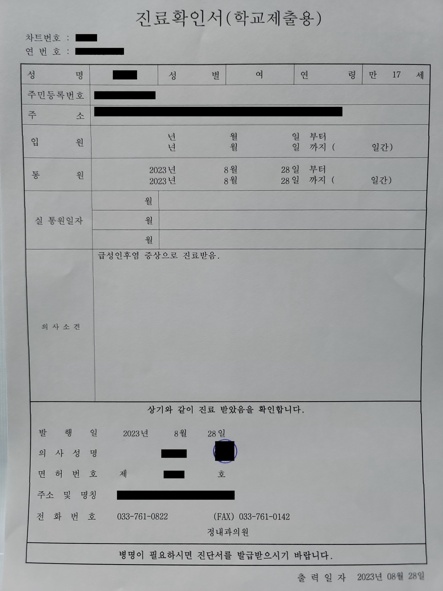 진료확인서(학교제출용)
차트번호 :
연 번호 :
성 명 성 별 여 연 령 만 17 세
주민등록번호
주 소
입 원 년 월 일 부터
년 월 일 까지 ( 일간)
통 원 2023년 8월 28일 부터
2023년 8월 28일 까지 ( 일간)
실 통원일자 월
월
월
의사소견 급성인후염 증상으로 진료받음.
상기와 같이 진료 받았음을 확인합니다.
발 행 일 2023년 8월 28일
의 사 성 명
면 허 번 호 제 호
주소 및 명칭
전 화 번 호 033-761-0822 (FAX) 033-761-0142
정내과의원
병명이 필요하시면 진단서를 발급받으시기 바랍니다.
출 력 일 자 2023년 08월 28일